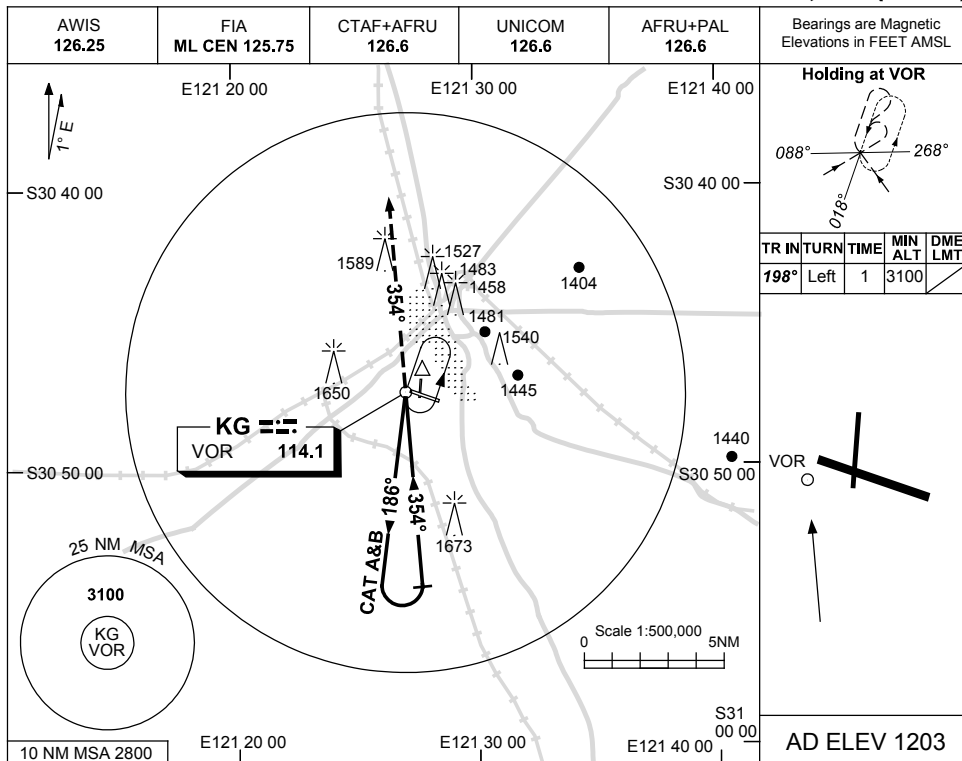 AWIS
126.25
FIA
ML CEN 125.75
CTAF+AFRU
126.6
UNICOM
126.6
AFRU+PAL
126.6
Bearings are Magnetic
Elevations in FEET AMSL
E121 20 00
E121 30 00
E121 40 00
1° E
S30 40 00
S30 40 00
1589
1527
1483
1458
1404
1481
1540
1445
354°
1650
KG
VOR 114.1
S30 50 00
1440
S30 50 00
186°
354°
CAT A&B
1673
25 NM MSA
3100
KG
VOR
Scale 1:500,000
0 5NM
S31
00 00
E121 20 00
E121 30 00
E121 40 00
10 NM MSA 2800
Holding at VOR
088°
268°
018°
TR IN TURN TIME MIN ALT DME LMT
198° Left 1 3100
VOR
AD ELEV 1203